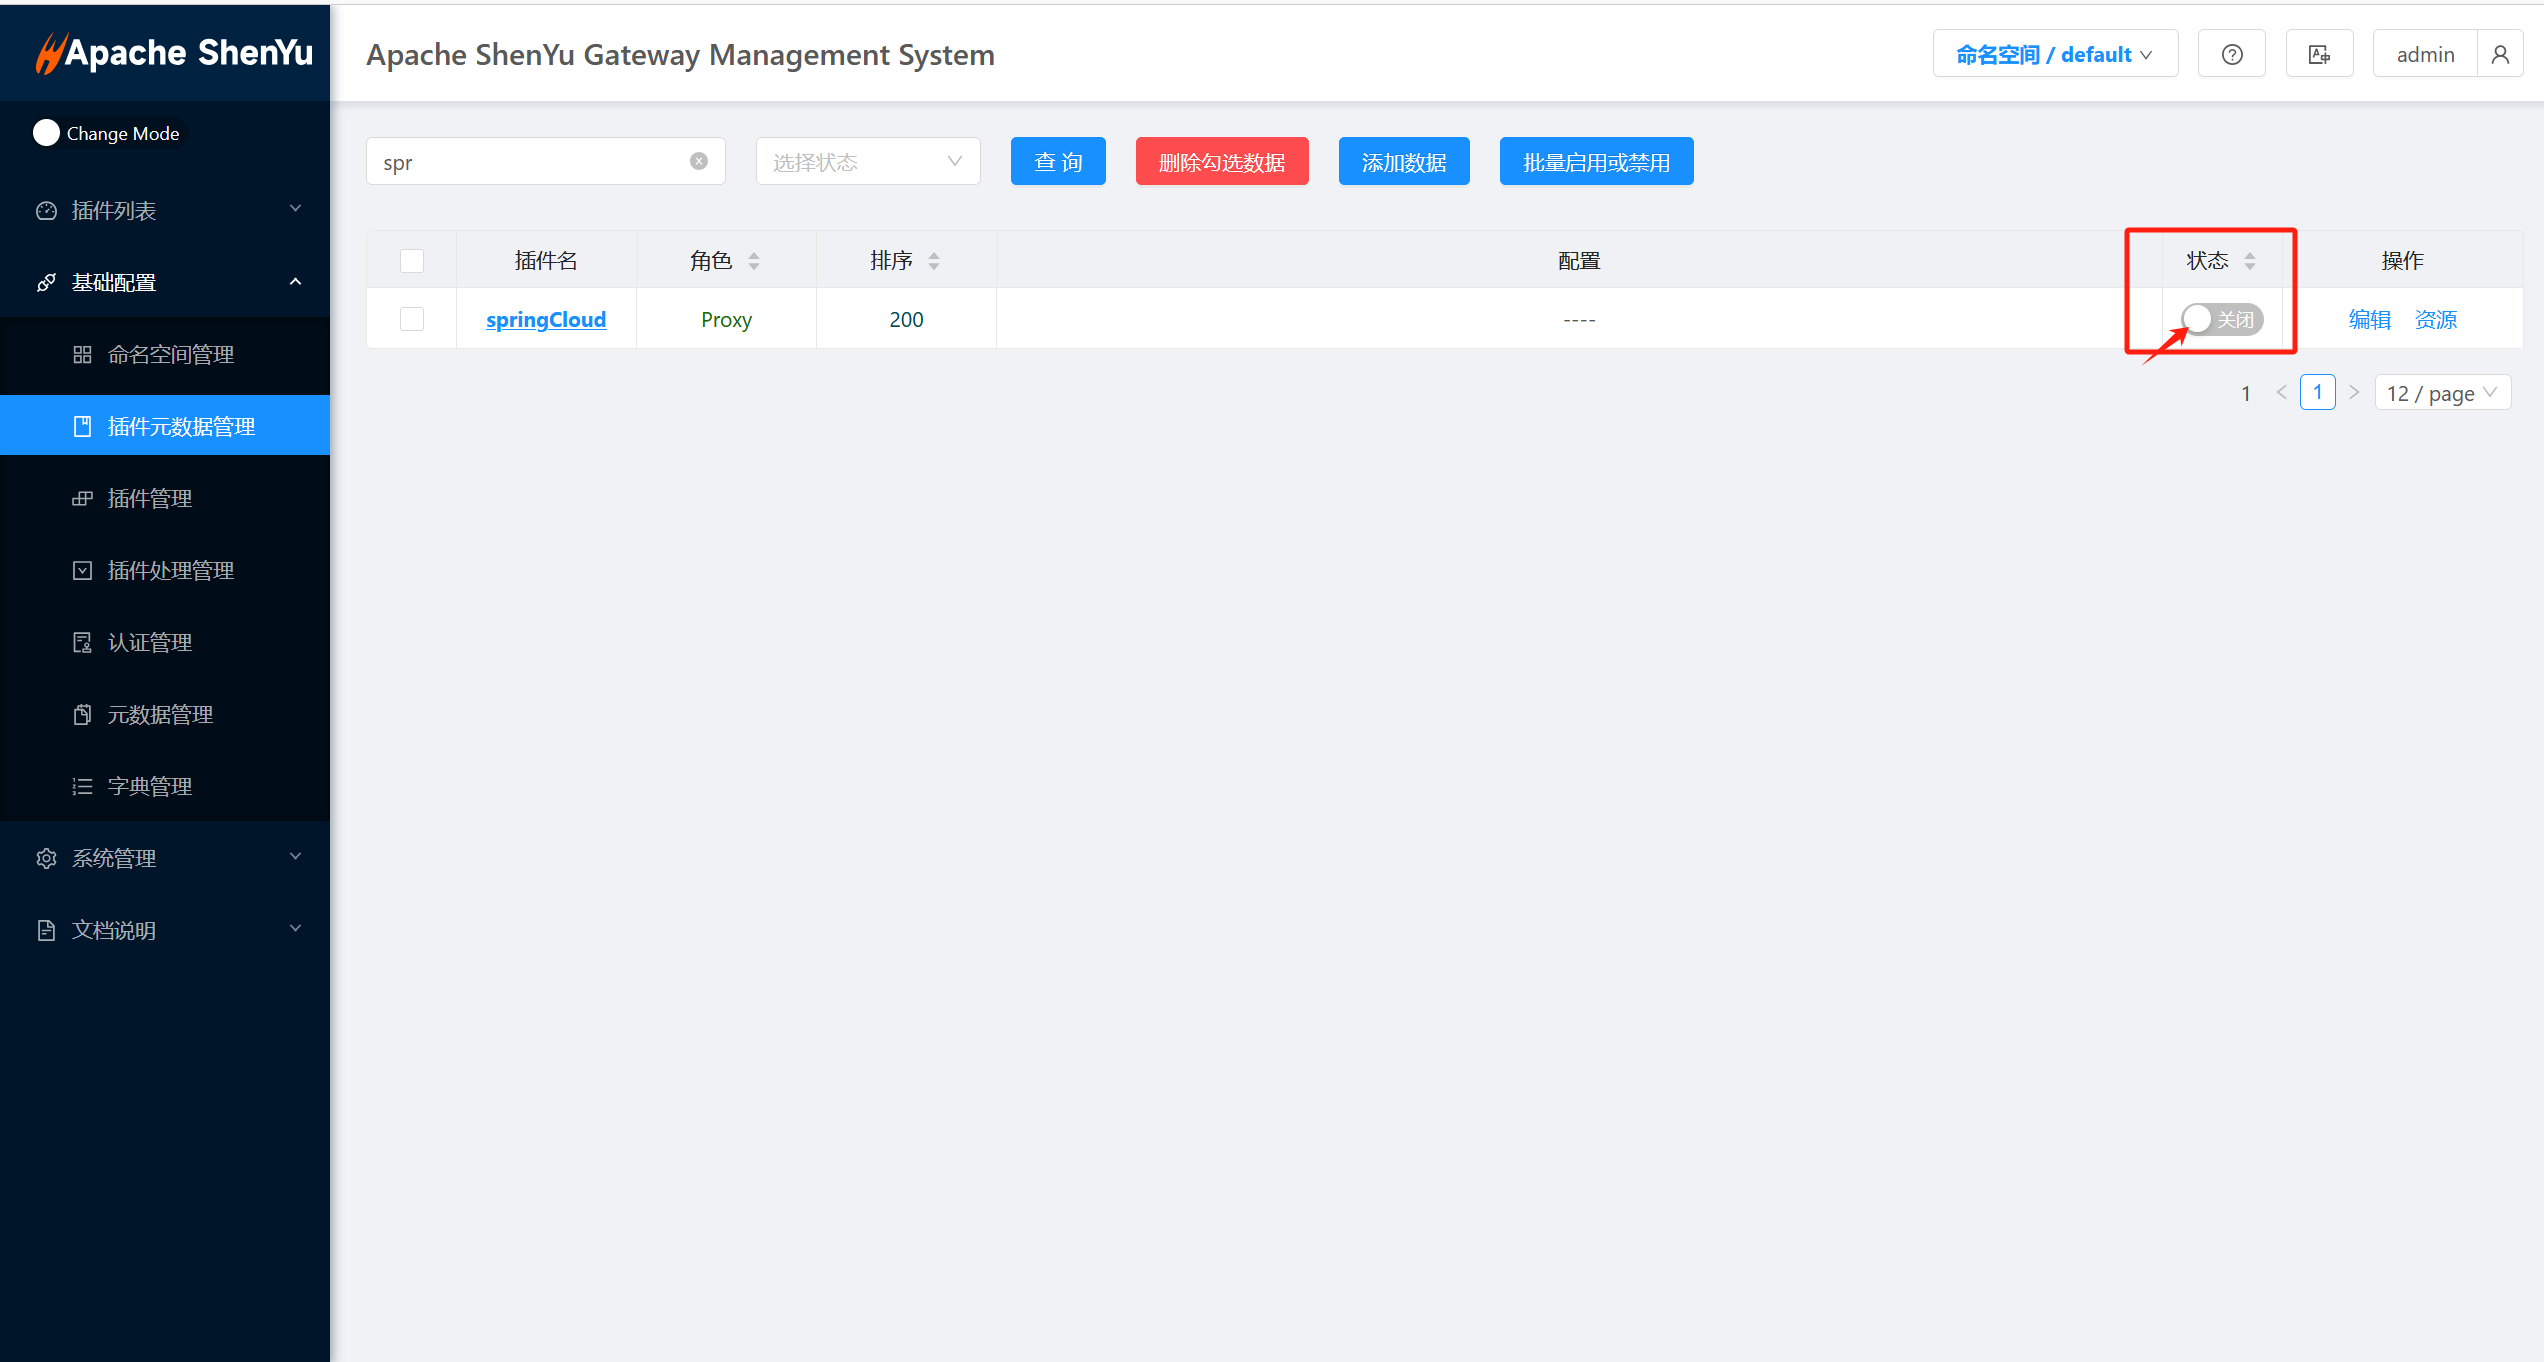 Apache ShenYu
Apache ShenYu Gateway Management System
命名空间 / default
admin
Change Mode
插件列表
基础配置
命名空间管理
插件元数据管理
插件管理
插件处理管理
认证管理
元数据管理
字典管理
系统管理
文档说明
spr
选择状态
查 询
删除勾选数据
添加数据
批量启用或禁用
插件名 角色 排序 配置 状态 操作
springCloud Proxy 200 ---- 关闭 编辑 资源
1 < 1 > 12 / page